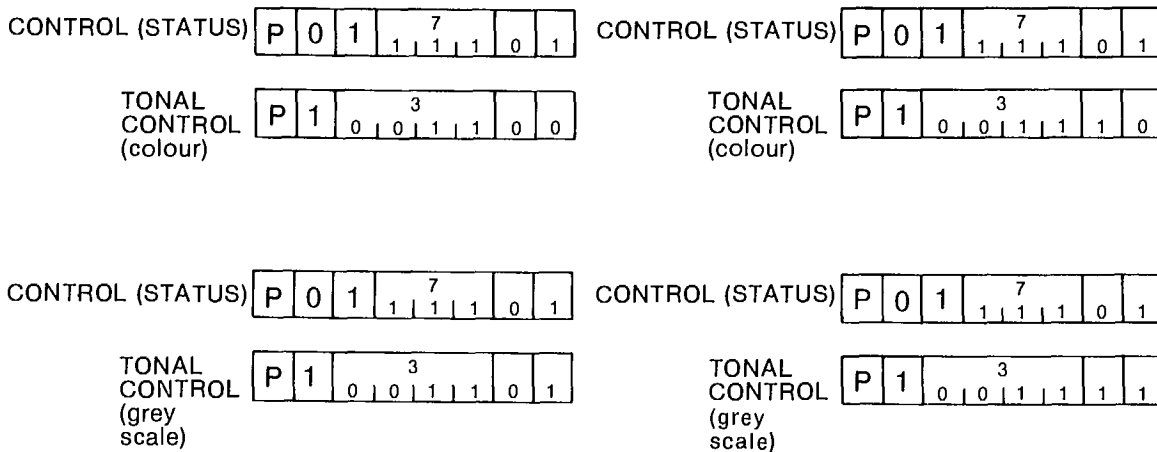 CONTROL (STATUS) P 0 1 7 1 1 1 0 1
TONAL CONTROL (colour) P 1 3 0 0 1 1 0 0
CONTROL (STATUS) P 0 1 7 1 1 1 0 1
TONAL CONTROL (colour) P 1 3 0 0 1 1 1 0
CONTROL (STATUS) P 0 1 7 1 1 1 0 1
TONAL CONTROL (grey scale) P 1 3 0 0 1 1 0 1
CONTROL (STATUS) P 0 1 7 1 1 1 0 1
TONAL CONTROL (grey scale) P 1 3 0 0 1 1 1 1